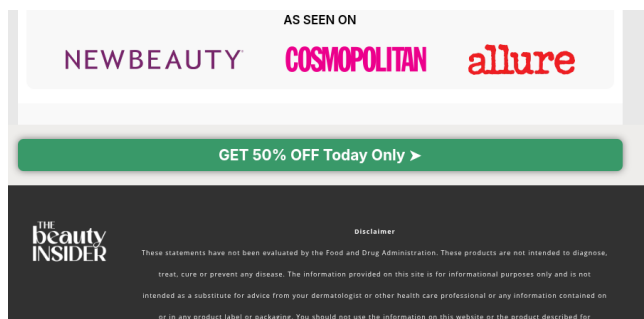 AS SEEN ON
NEWBEAUTY
COSMOPOLITAN
allure
GET 50% OFF Today Only ➤
THE
beauty
INSIDER
Disclaimer
These statements have not been evaluated by the Food and Drug Administration. These products are not intended to diagnose,
treat, cure or prevent any disease. The information provided on this site is for informational purposes only and is not
intended as a substitute for advice from your dermatologist or other health care professional or any information contained on
or in any product label or packaging. You should not use the information on this website or the product described for